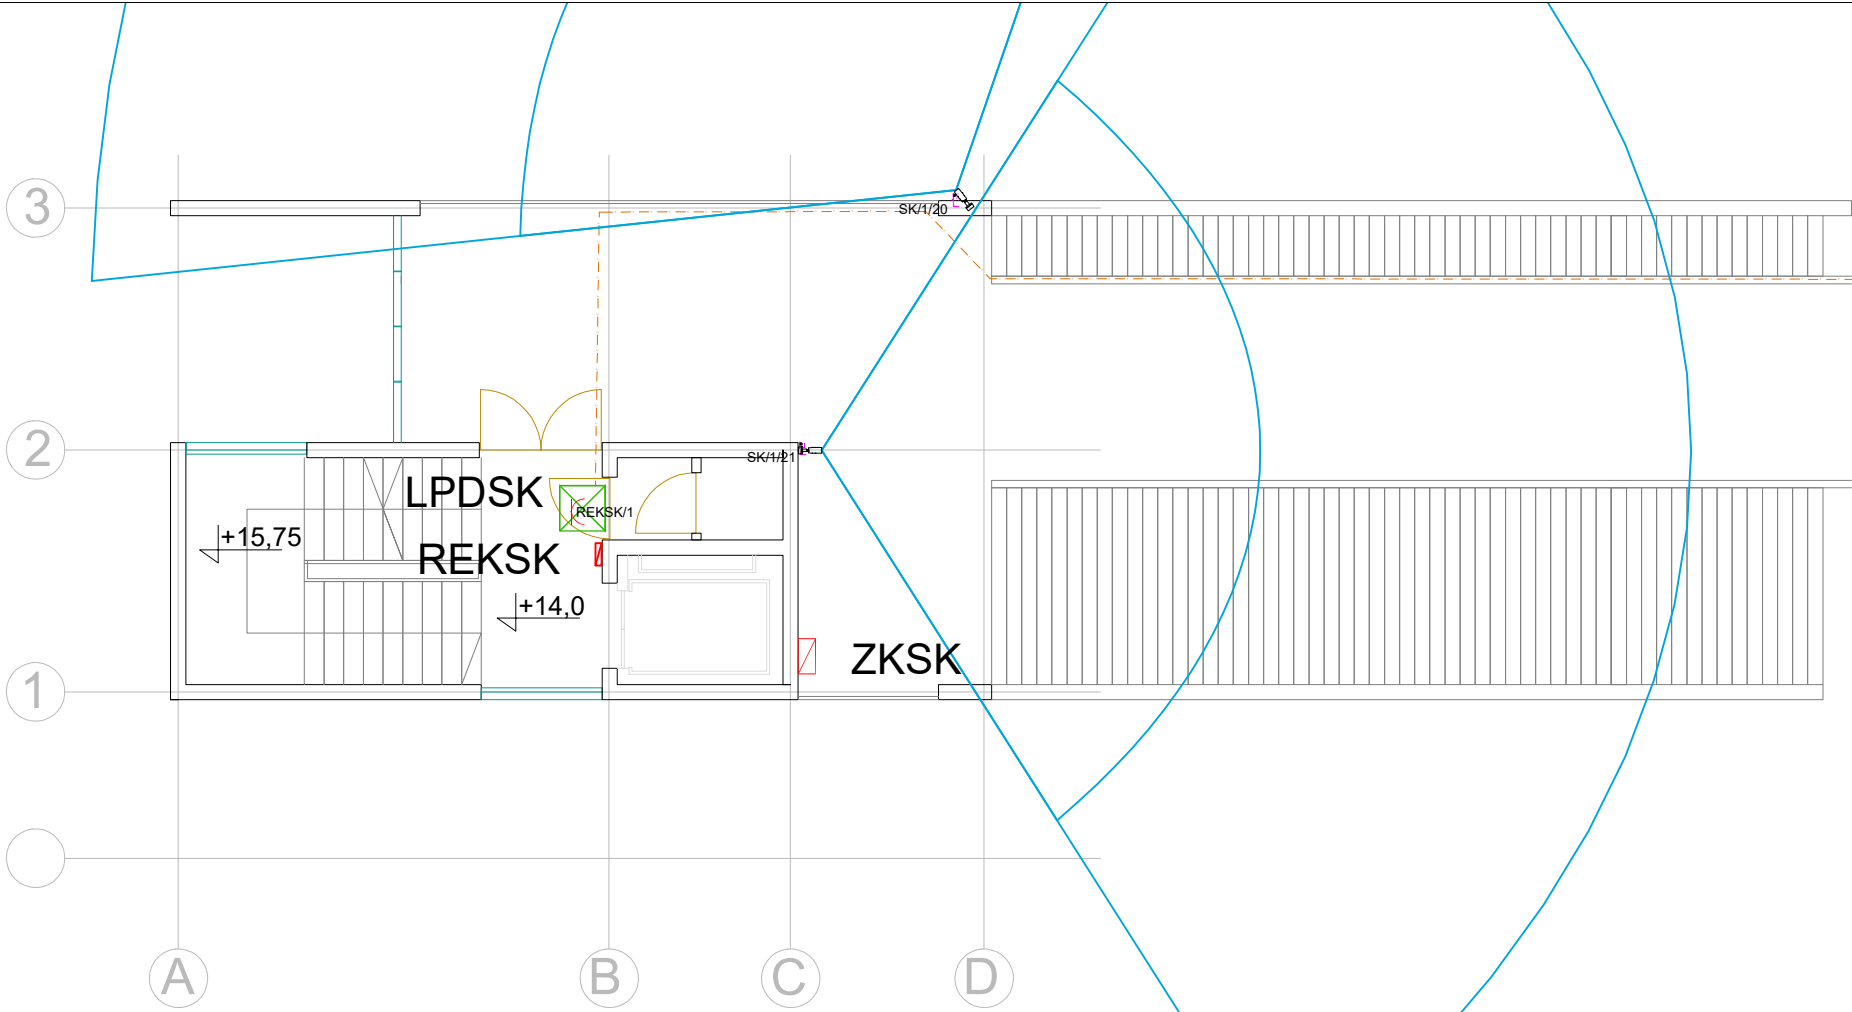 3
SK/1/20
2
SK/1/21
LPDSK
REKSK/1
+15,75
REKSK
+14,0
ZKSK
1
A
B
C
D